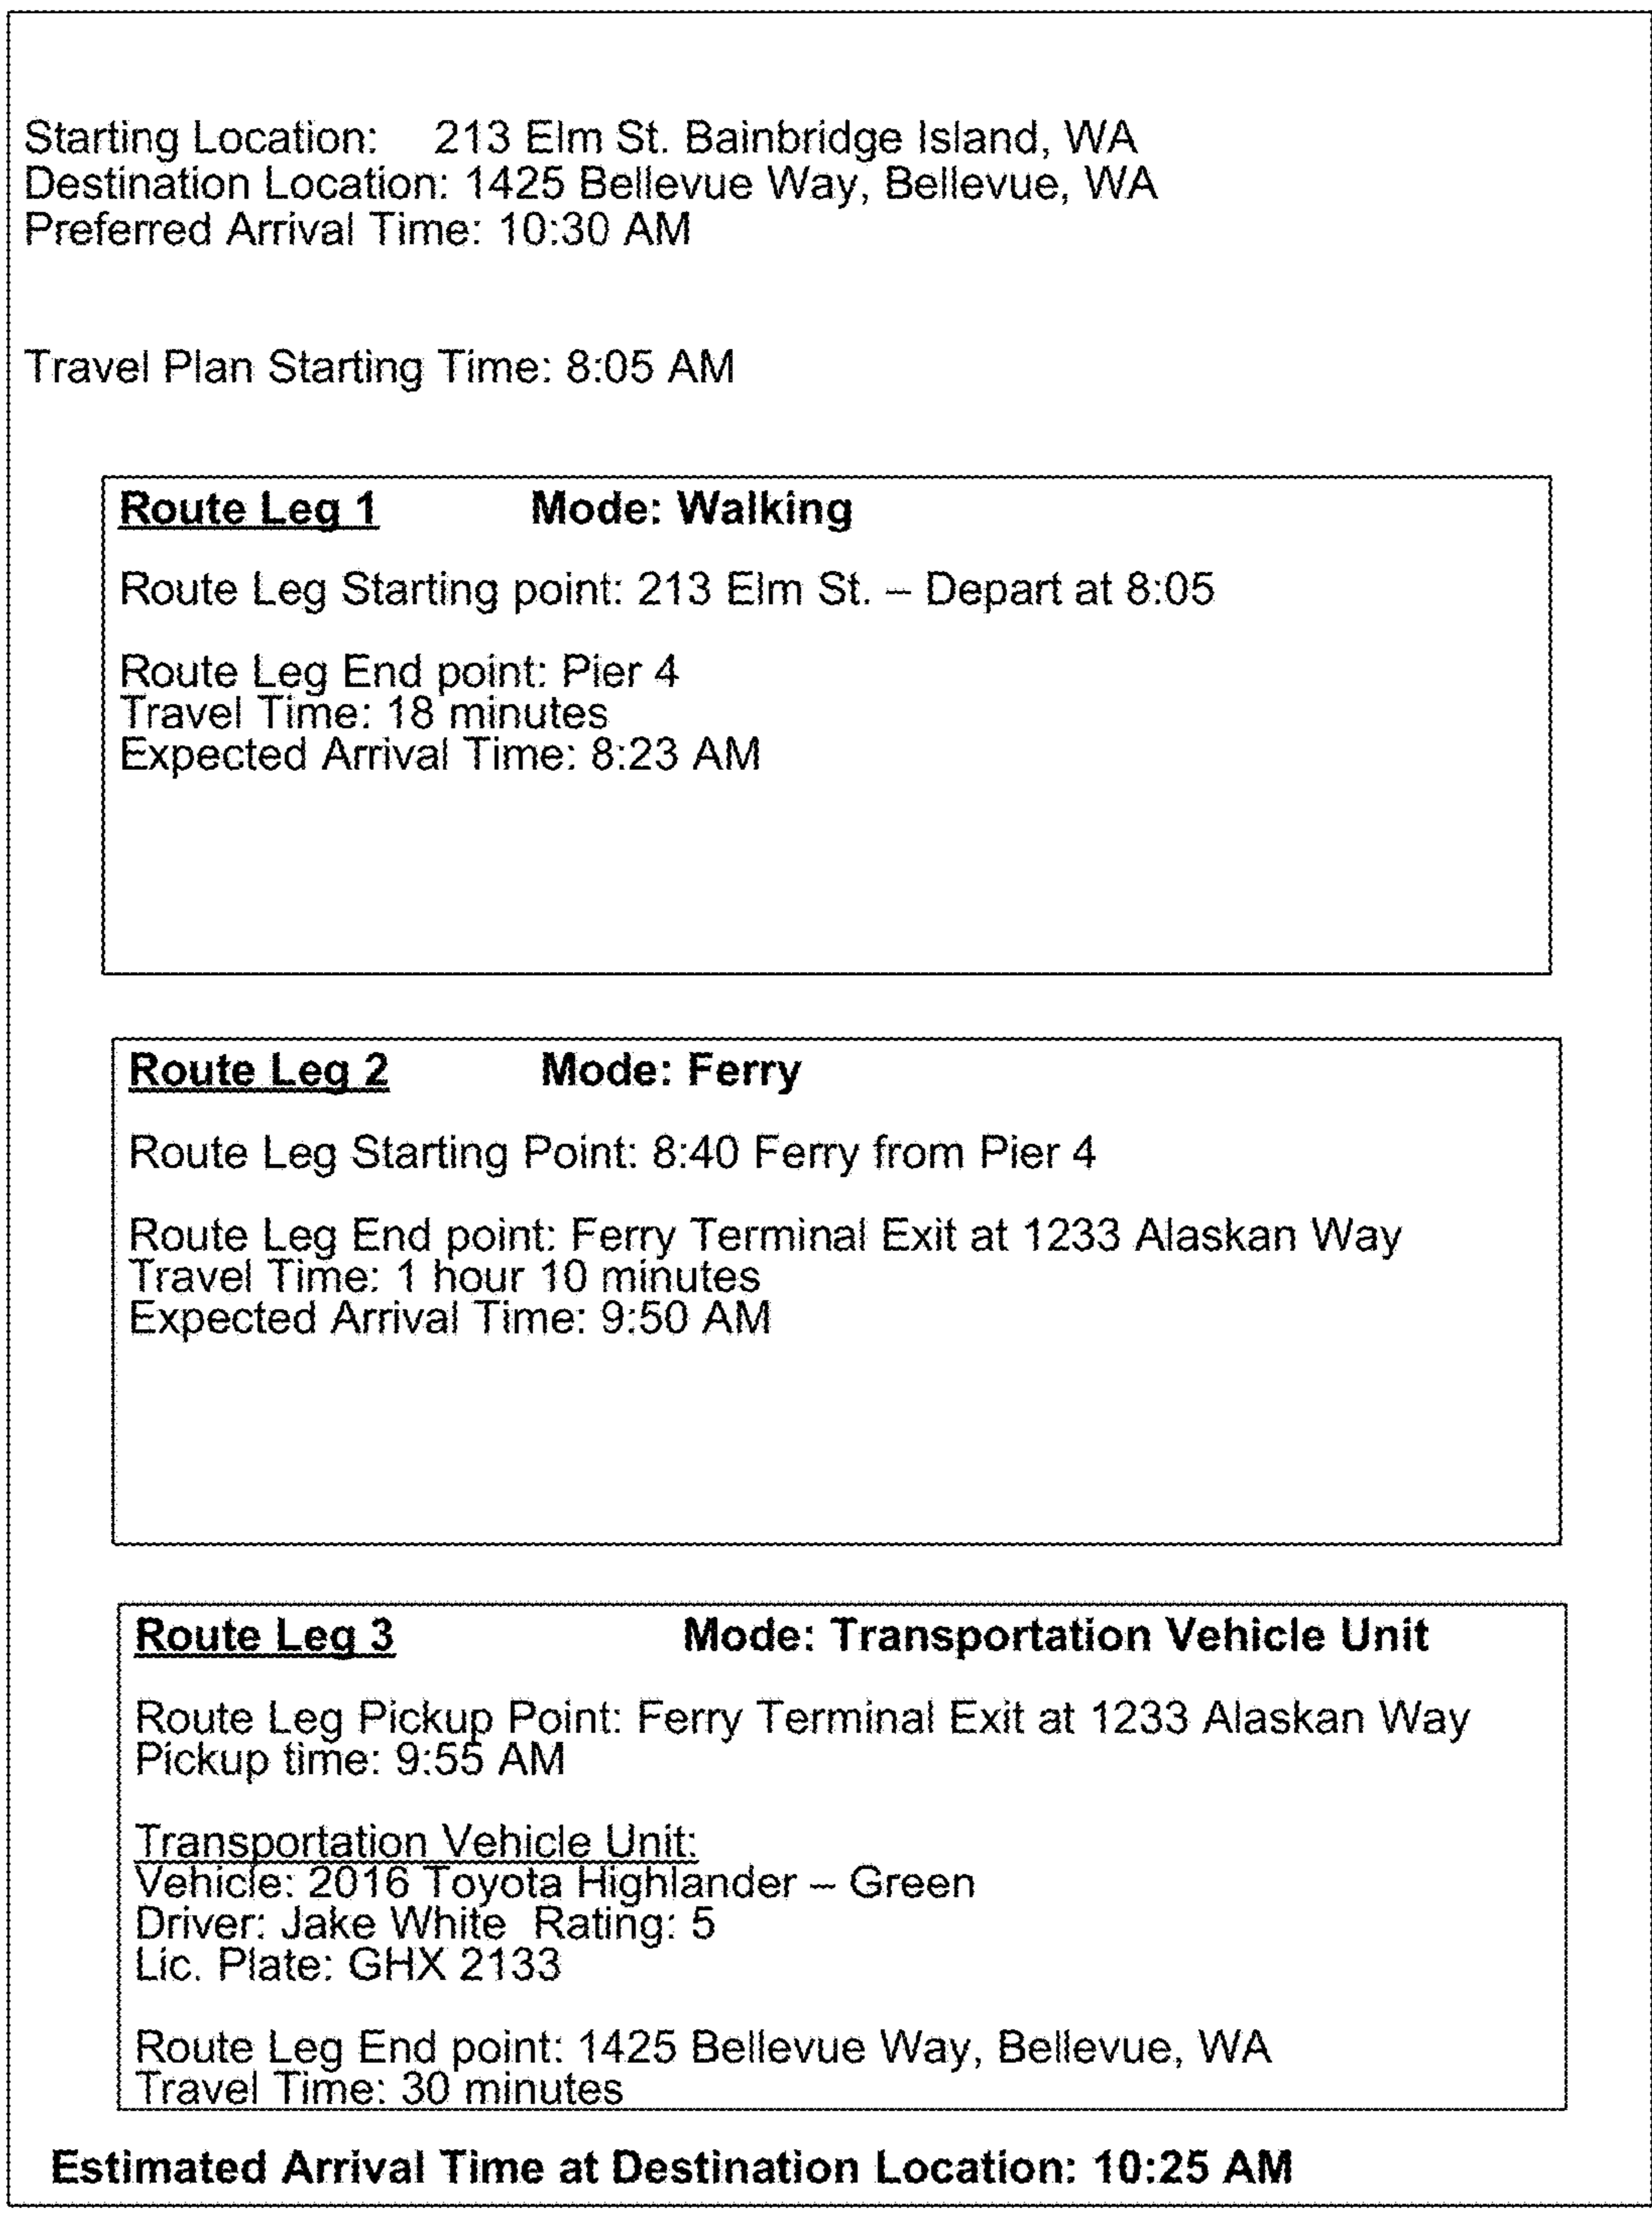 Starting Location: 213 Elm St. Bainbridge Island, WA
Destination Location: 1425 Bellevue Way, Bellevue, WA
Preferred Arrival Time: 10:30 AM
Travel Plan Starting Time: 8:05 AM
Route Leg 1 Mode: Walking
Route Leg Starting point: 213 Elm St. – Depart at 8:05
Route Leg End point: Pier 4
Travel Time: 18 minutes
Expected Arrival Time: 8:23 AM
Route Leg 2 Mode: Ferry
Route Leg Starting Point: 8:40 Ferry from Pier 4
Route Leg End point: Ferry Terminal Exit at 1233 Alaskan Way
Travel Time: 1 hour 10 minutes
Expected Arrival Time: 9:50 AM
Route Leg 3 Mode: Transportation Vehicle Unit
Route Leg Pickup Point: Ferry Terminal Exit at 1233 Alaskan Way
Pickup time: 9:55 AM
Transportation Vehicle Unit:
Vehicle: 2016 Toyota Highlander – Green
Driver: Jake White Rating: 5
Lic. Plate: GHX 2133
Route Leg End point: 1425 Bellevue Way, Bellevue, WA
Travel Time: 30 minutes
Estimated Arrival Time at Destination Location: 10:25 AM